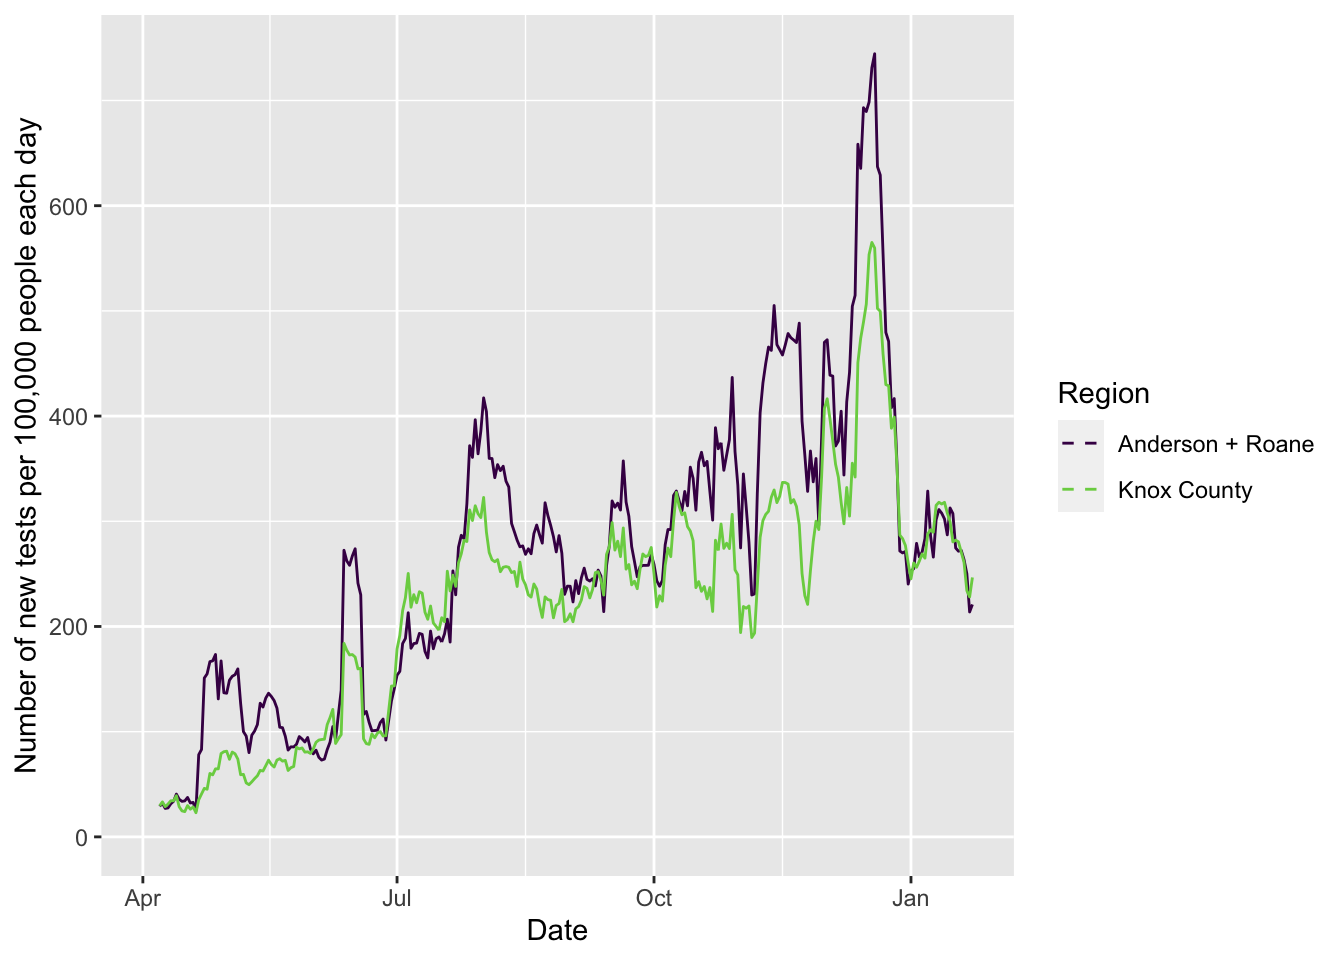 Number of new tests per 100,000 people each day
600
400
200
0
Apr
Jul
Oct
Jan
Date
Region
Anderson + Roane
Knox County